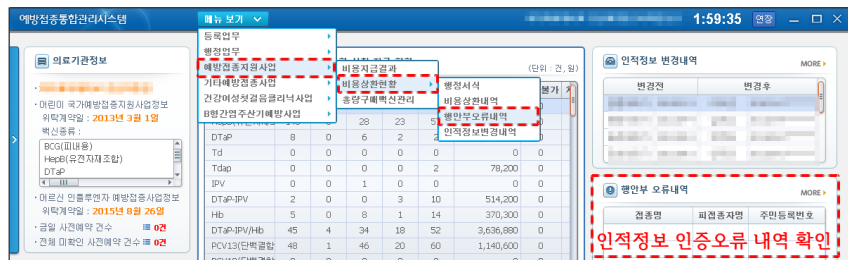 예방접종통합관리시스템
메뉴 보기
1:59:35
연장
의료기관정보
· 어린이 국가예방접종지원사업정보
위탁계약일 : 2013년 3월 1일
백신종류 :
BCG(피내용)
HepB(유전자재조합)
DTaP
· 어르신 인플루엔자 예방접종사업정보
위탁계약일 : 2015년 8월 26일
· 금일 사전예약 건수 0건
· 전체 미확인 사전예약 건수 0건
등록업무
행정업무
예방접종지원사업
기타예방접종사업
건강여성첫걸음클리닉사업
B형간염주산기예방사업
비용지급결과
비용상환현황
총량구매백신관리
행정서식
비용상환내역
행안부오류내역
인적정보변경내역
(단위 : 건, 원)
불가
28 23
DTaP 8 0 6 2 0
Td 0 0 0 0 0 0 0
Tdap 0 0 0 0 2 78,200 0
IPV 0 0 1 0 0 0 0
DTaP-IPV 2 0 0 3 10 514,200 0
Hib 5 0 0 1 14 370,300 0
DTaP-IPV/Hib 45 4 34 18 52 3,636,880 0
PCV13(단백결합 48 1 46 20 60 1,140,600 0
인적정보 변경내역
MORE
변경전 변경후
행안부 오류내역
MORE
접종명 피접종자명 주민등록번호
인적정보 인증오류 내역 확인